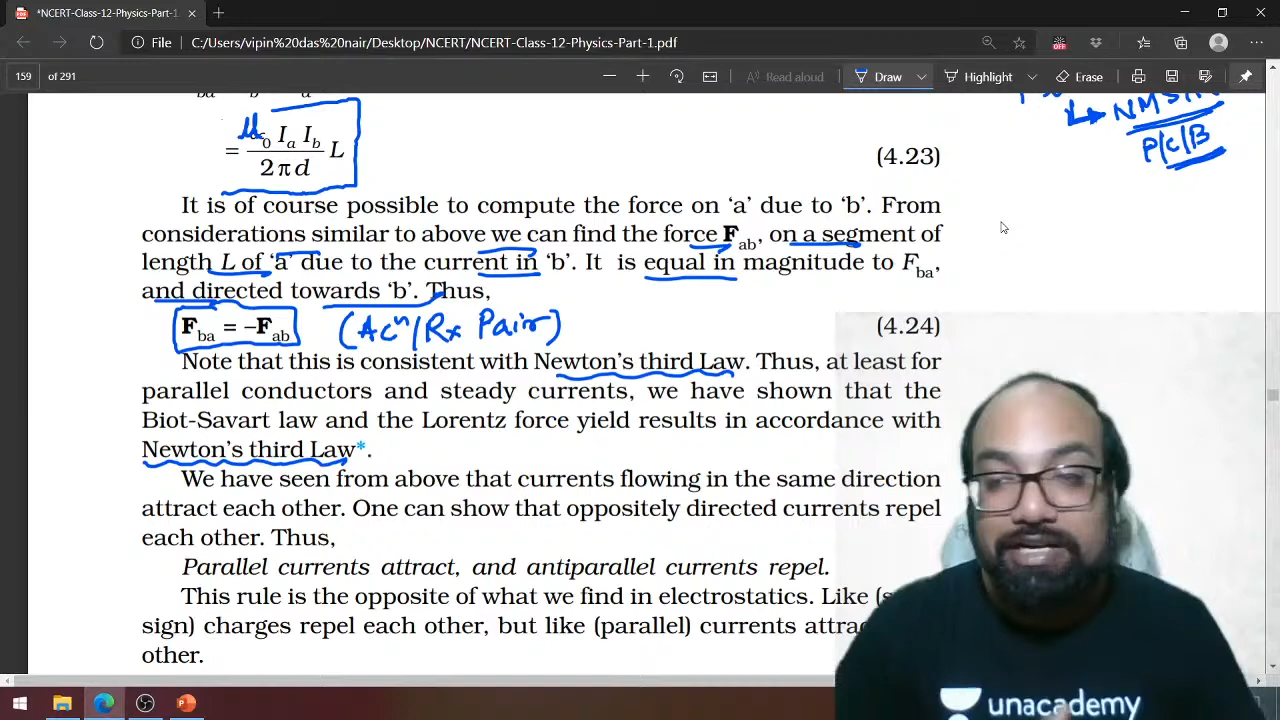 *NCERT-Class-12-Physics-Part-1.
File C:/Users/vipin%20das%20nair/Desktop/NCERT/NCERT-Class-12-Physics-Part-1.pdf
159 of 291 Read aloud Draw Highlight Erase
ba
NMSIM
P/C/B
= μ0 Ia Ib / 2πd L (4.23)
It is of course possible to compute the force on ‘a’ due to ‘b’. From
considerations similar to above we can find the force Fab, on a segment of
length L of ‘a’ due to the current in ‘b’. It is equal in magnitude to Fba,
and directed towards ‘b’. Thus,
Fba = –Fab (Acn/Rx Pair) (4.24)
Note that this is consistent with Newton’s third Law. Thus, at least for
parallel conductors and steady currents, we have shown that the
Biot-Savart law and the Lorentz force yield results in accordance with
Newton’s third Law*.
We have seen from above that currents flowing in the same direction
attract each other. One can show that oppositely directed currents repel
each other. Thus,
Parallel currents attract, and antiparallel currents repel.
This rule is the opposite of what we find in electrostatics. Like
sign) charges repel each other, but like (parallel) currents
other.
unacademy